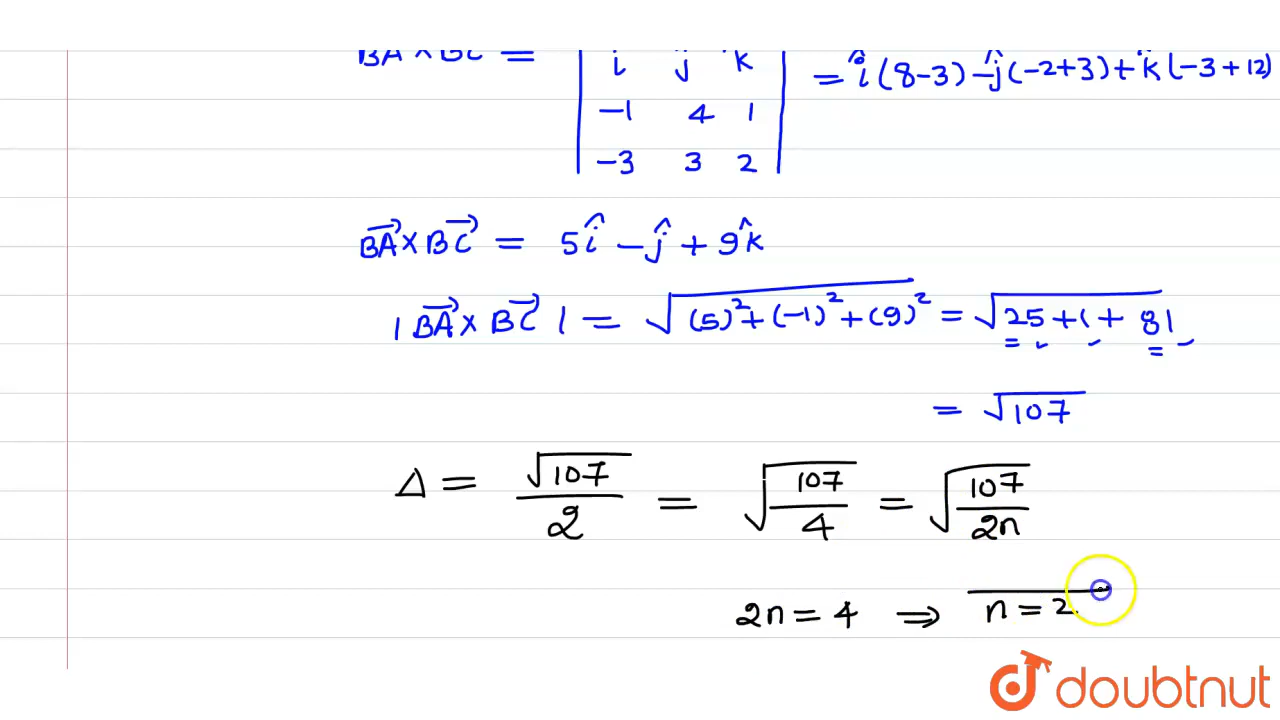 BA × BC = | i j k | = î(8-3) - ĵ(-2+3) + k̂(-3+12)
-1 4 1
-3 3 2
BA × BC = 5î - ĵ + 9k̂
|BA × BC| = √((5)² + (-1)² + (9)²) = √(25 + 1 + 81)
= √107
Δ = √107/2 = √(107/4) = √(107/2n)
2n = 4 ⇒ n = 2
doubtnut